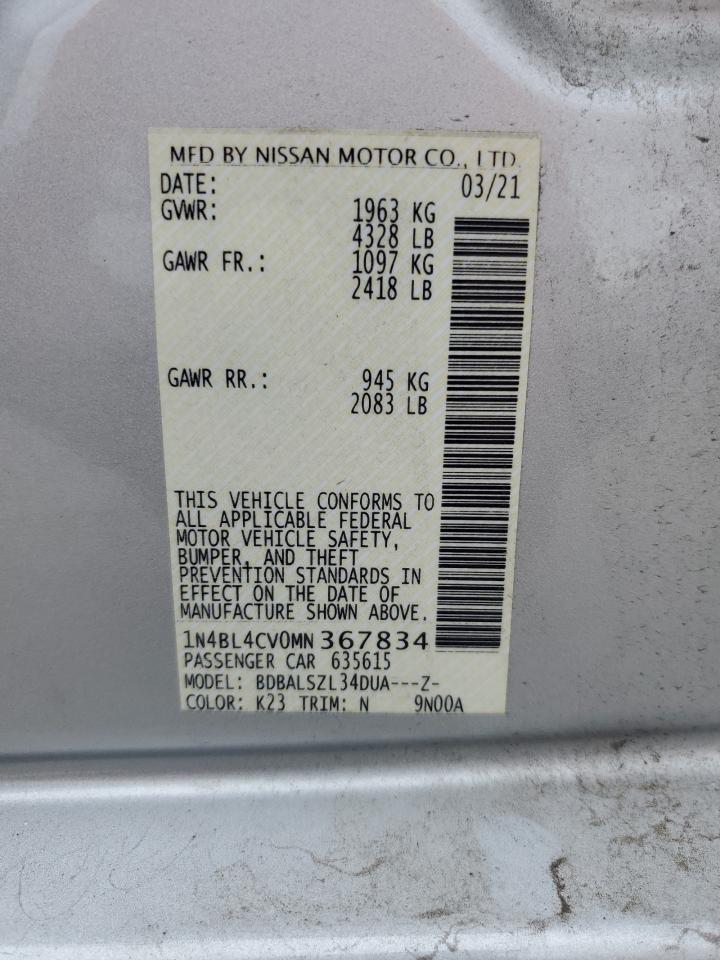 MFD BY NISSAN MOTOR CO., LTD.
DATE: 03/21
GVWR: 1963 KG
4328 LB
GAWR FR.: 1097 KG
2418 LB
GAWR RR.: 945 KG
2083 LB
THIS VEHICLE CONFORMS TO
ALL APPLICABLE FEDERAL
MOTOR VEHICLE SAFETY,
BUMPER, AND THEFT
PREVENTION STANDARDS IN
EFFECT ON THE DATE OF
MANUFACTURE SHOWN ABOVE.
1N4BL4CV0MN367834
PASSENGER CAR 635615
MODEL: BDBALSZL34DUA---Z-
COLOR: K23 TRIM: N 9N00A